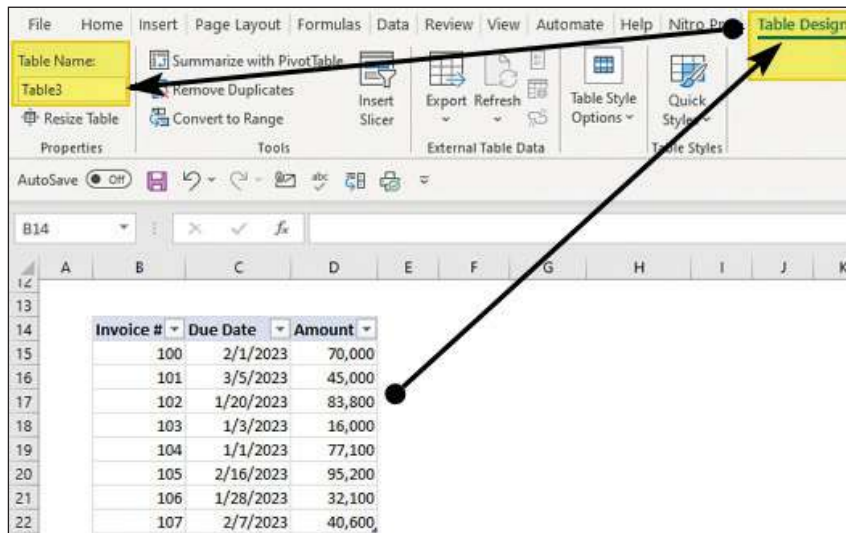 File Home Insert Page Layout Formulas Data Review View Automate Help Nitro Table Design
Table Name:
Table3
Resize Table
Properties
Summarize with PivotTable
Remove Duplicates
Convert to Range
Tools
Insert
Slicer
Export Refresh
External Table Data
Table Style
Options
Quick
Styles
Table Styles
AutoSave Off abc
B14 fx
A B C D E F G H I J K
12
13
14 Invoice # Due Date Amount
15 100 2/1/2023 70,000
16 101 3/5/2023 45,000
17 102 1/20/2023 83,800
18 103 1/3/2023 16,000
19 104 1/1/2023 77,100
20 105 2/16/2023 95,200
21 106 1/28/2023 32,100
22 107 2/7/2023 40,600